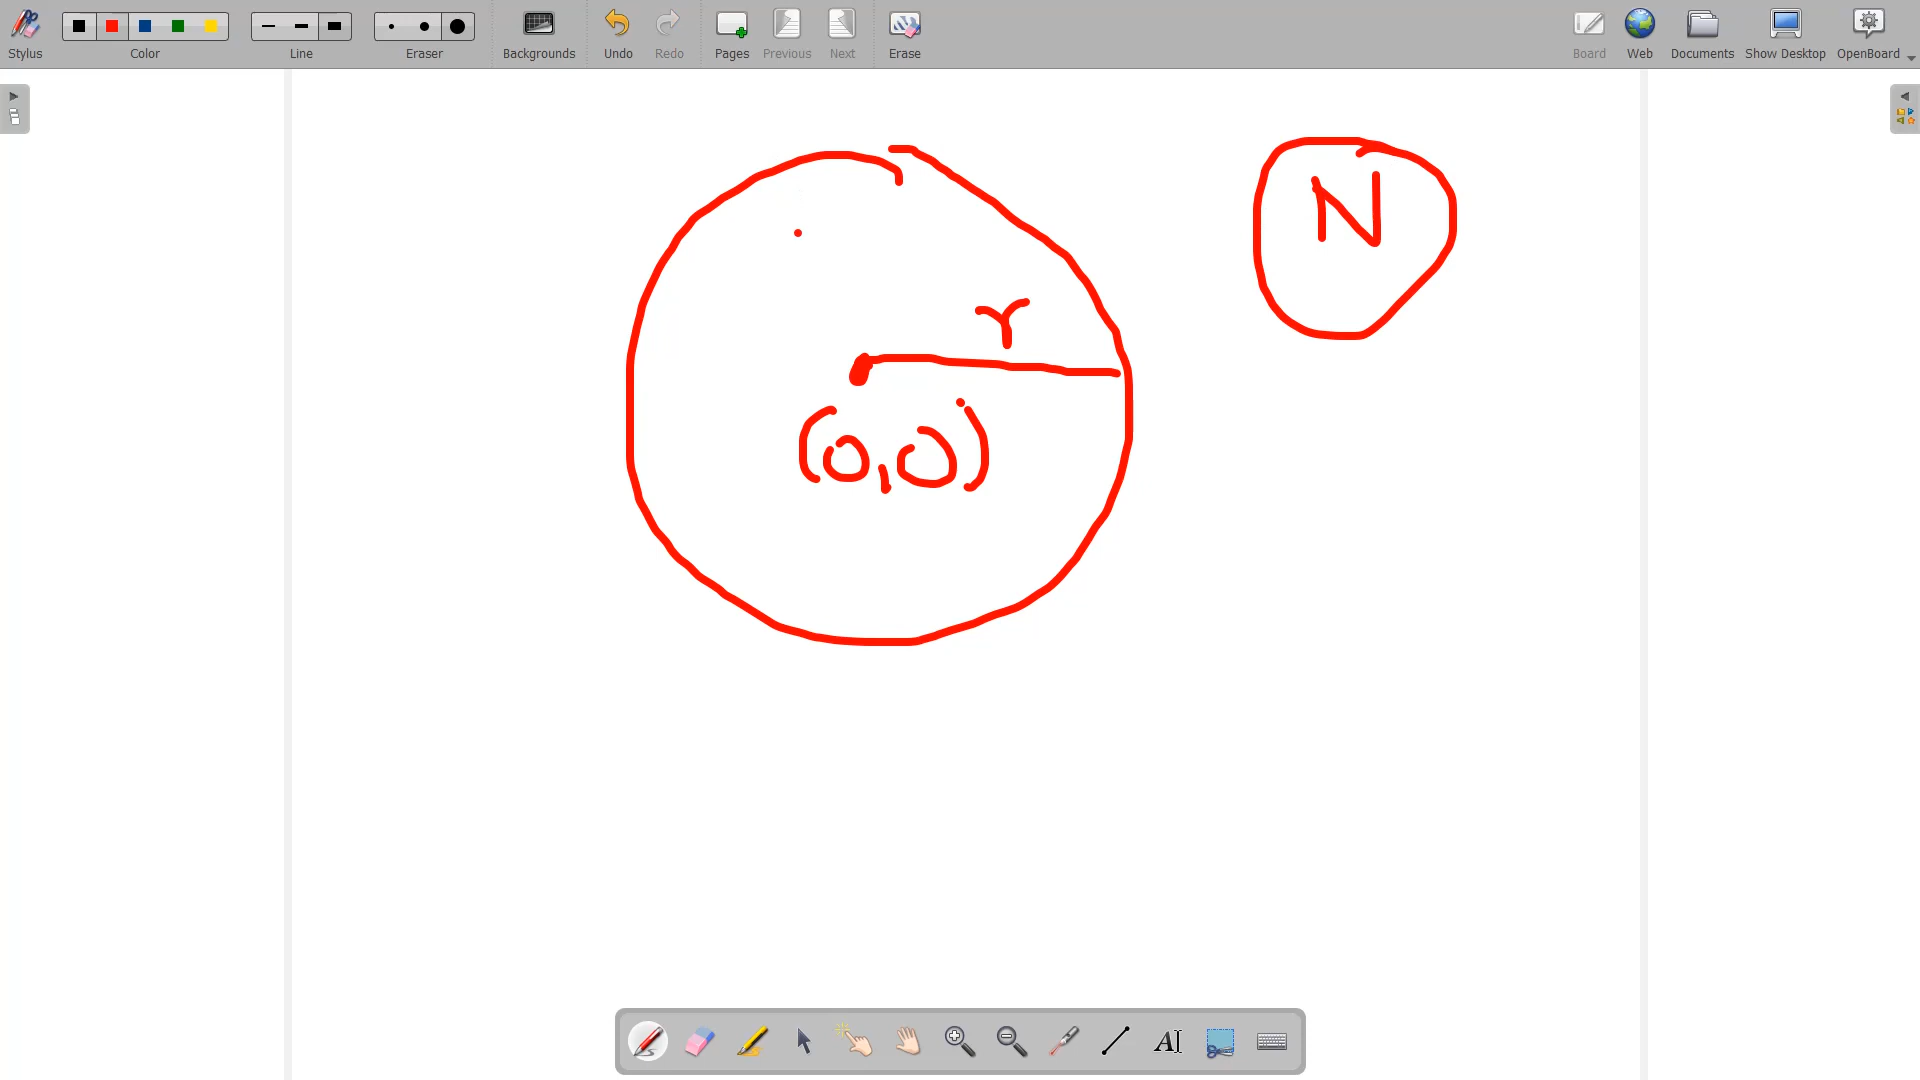 Stylus Color Line Eraser Backgrounds Undo Redo Pages Previous Next Erase Board Web Documents Show Desktop OpenBoard
N
r
(0,0)
AI